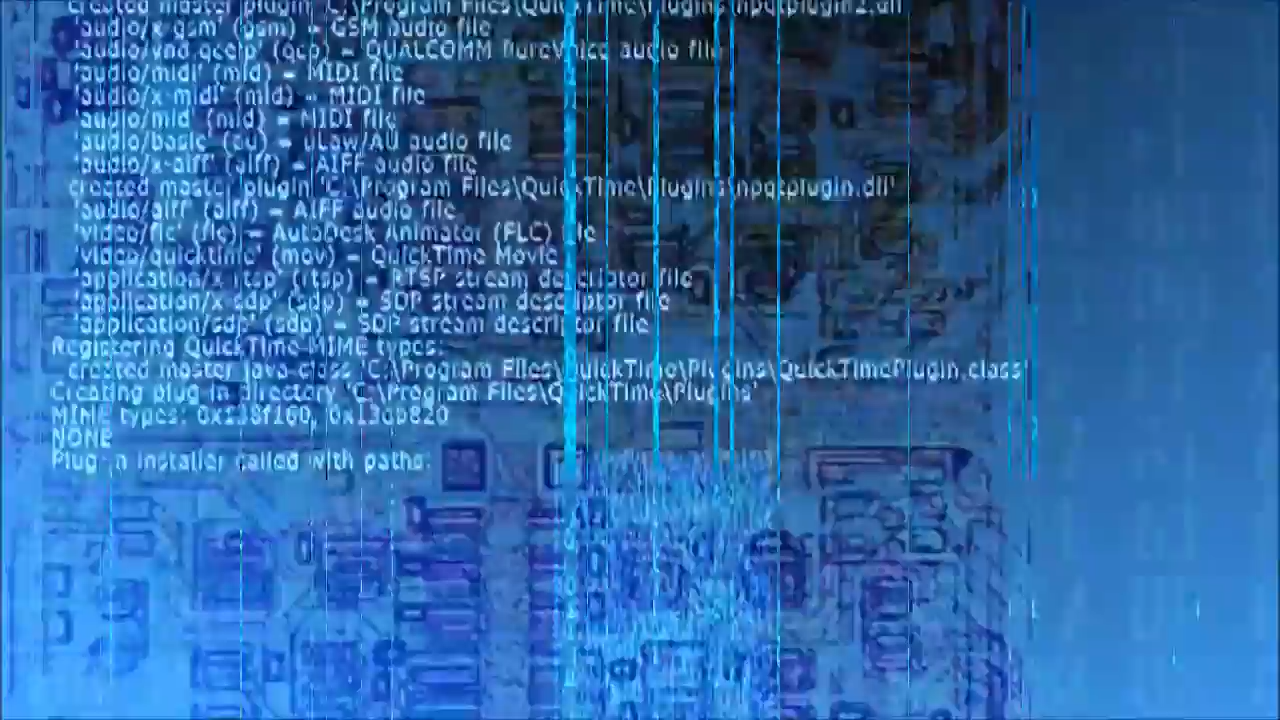 created master plugin 'C:\Program Files\QuickTime\Plugins\npqtplugin2.dll'
'audio/x-gsm' (gsm) = GSM audio file
'audio/vnd.qcelp' (qcp) = QUALCOMM PureVoice audio file
'audio/midi' (mid) = MIDI file
'audio/x-midi' (mid) = MIDI file
'audio/mid' (mid) = MIDI file
'audio/basic' (au) = uLaw/AU audio file
'audio/x-aiff' (aiff) = AIFF audio file
created master plugin 'C:\Program Files\QuickTime\Plugins\npqtplugin.dll'
'audio/aiff' (aiff) = AIFF audio file
'video/flc' (flc) = AutoDesk Animator (FLC) file
'video/quicktime' (mov) = QuickTime Movie
'application/x-rtsp' (rtsp) = RTSP stream descriptor file
'application/x-sdp' (sdp) = SDP stream descriptor file
'application/sdp' (sdp) = SDP stream descriptor file
Registering QuickTime MIME types:
created master java-class 'C:\Program Files\QuickTime\Plugins\QuickTimePlugin.class'
Creating plug-in directory 'C:\Program Files\QuickTime\Plugins'
MIME types: 0x138f160,
NONE
Plug-in installer called with paths: